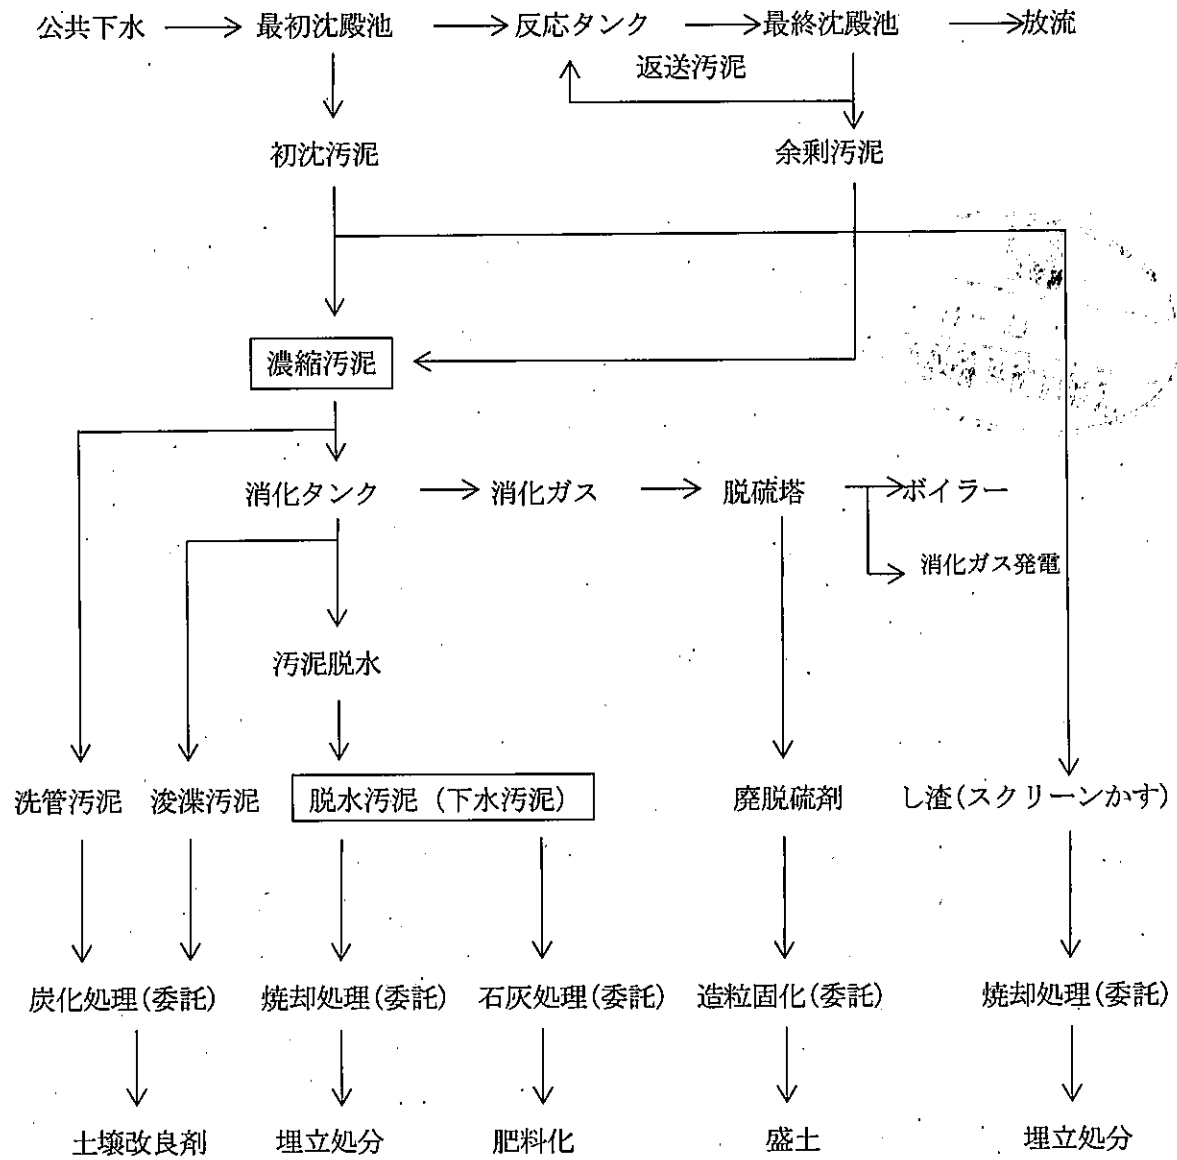 公共下水 最初沈殿池 反応タンク 最終沈殿池 放流
返送汚泥
初沈汚泥 余剰汚泥
濃縮汚泥
消化タンク 消化ガス 脱硫塔 ボイラー
消化ガス発電
汚泥脱水
洗管汚泥 浚渫汚泥 脱水汚泥（下水汚泥） 廃脱硫剤 し渣(スクリーンかす)
炭化処理(委託) 焼却処理(委託) 石灰処理(委託) 造粒固化(委託) 焼却処理(委託)
土壌改良剤 埋立処分 肥料化 盛土 埋立処分